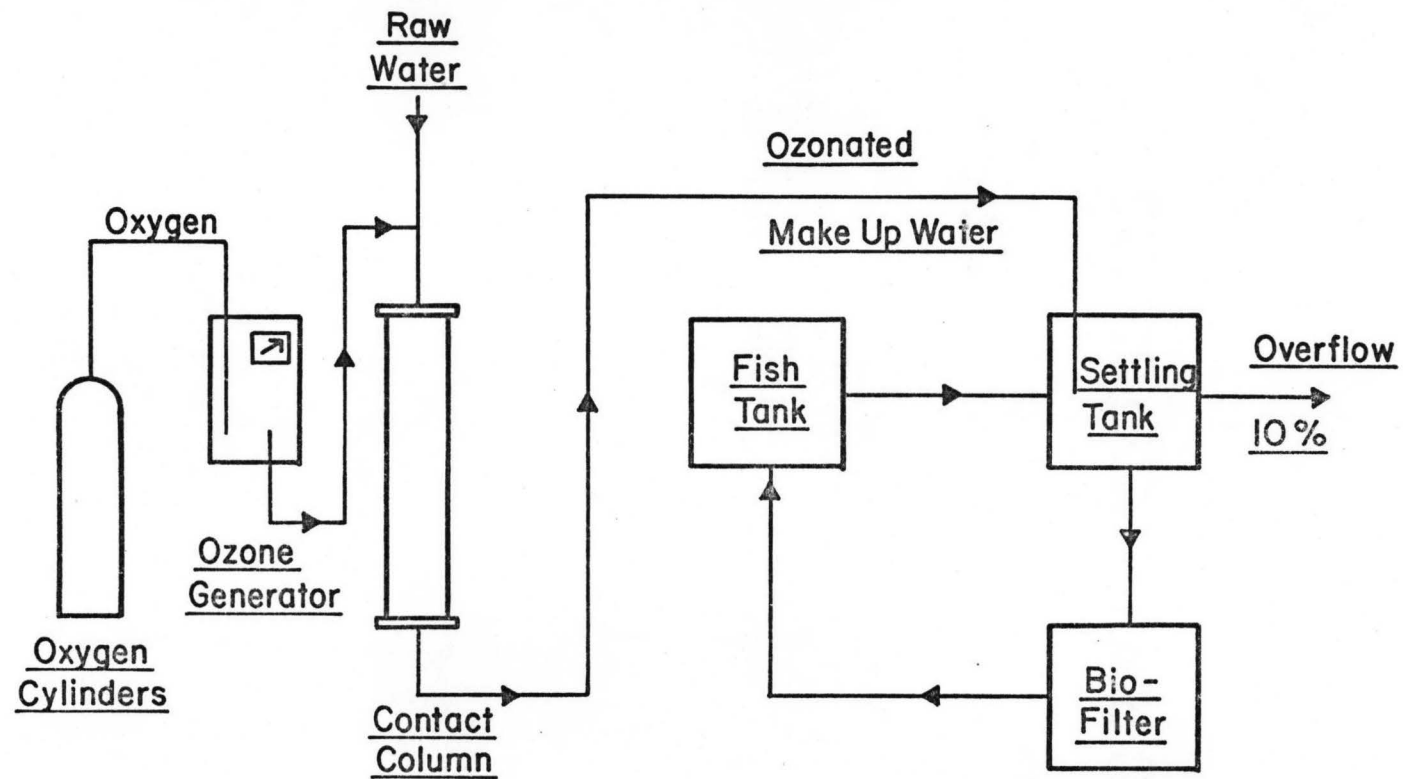 Raw
Water
Ozonated
Make Up Water
Oxygen
Fish
Tank
Settling
Tank
Overflow
10%
Ozone
Generator
Oxygen
Cylinders
Contact
Column
Bio-
Filter